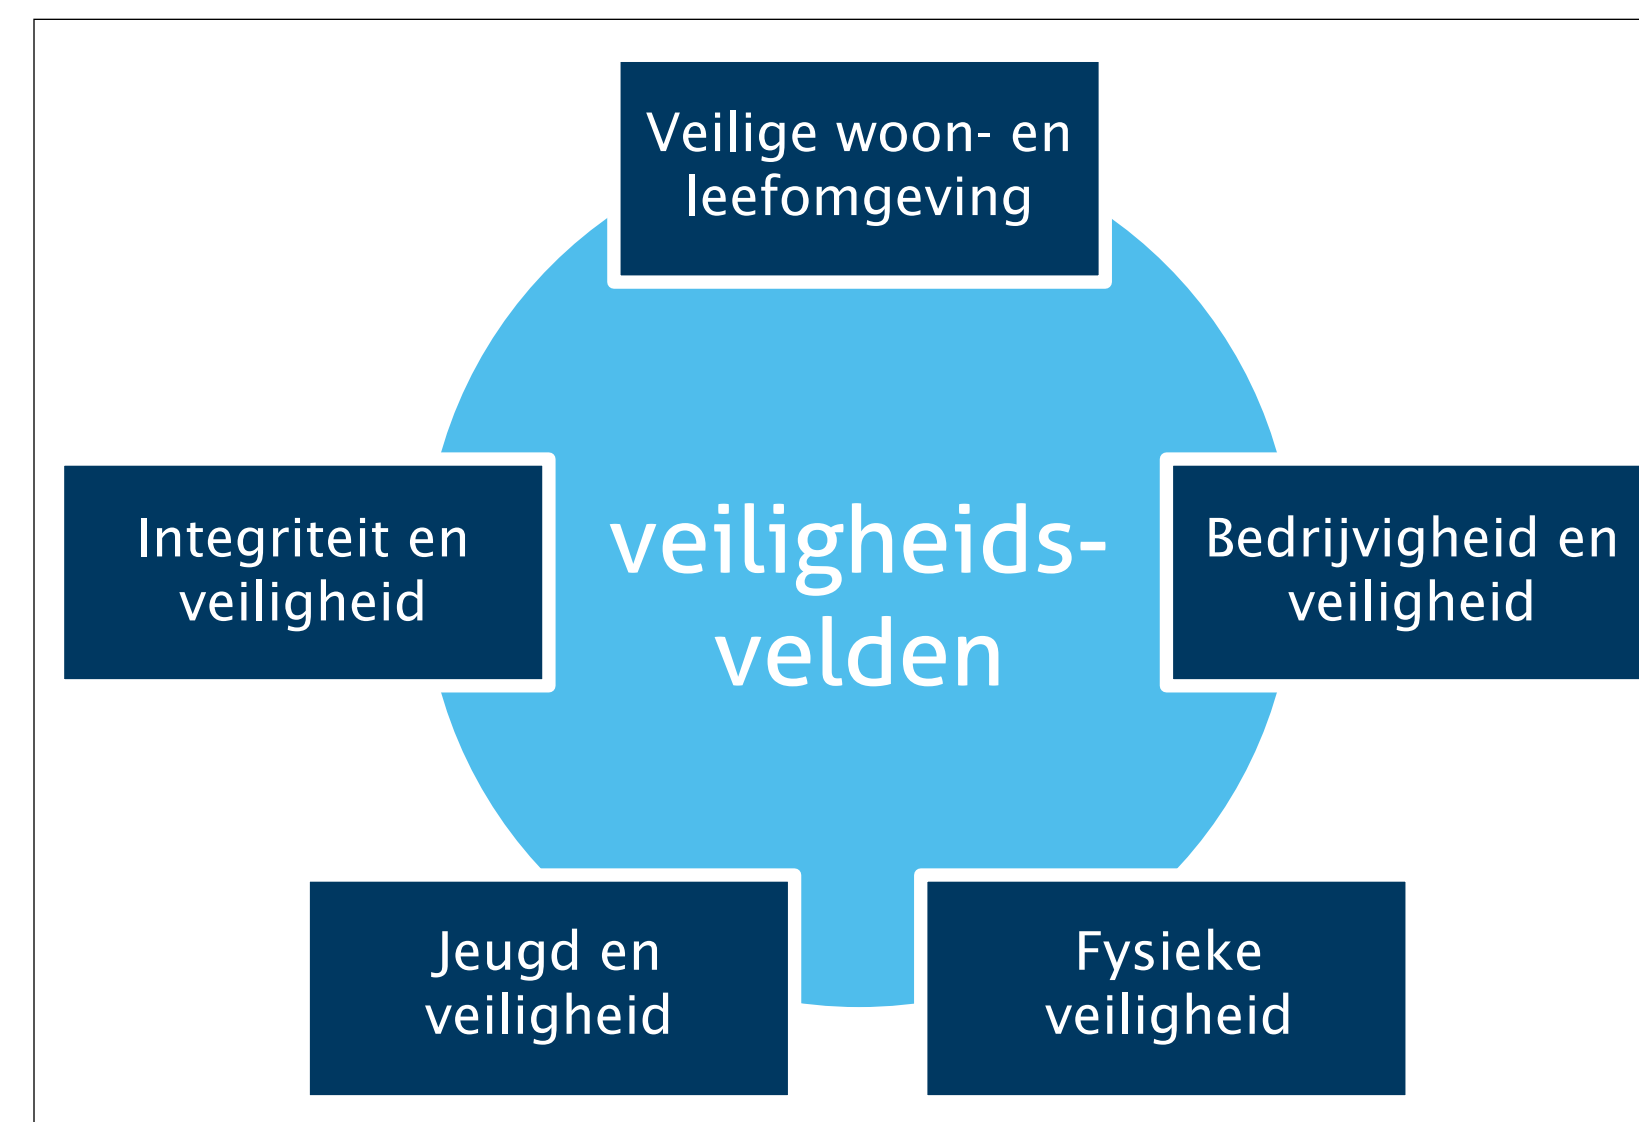 Veilige woon- en
leefomgeving
Integriteit en
veiligheid
veiligheids-
velden
Bedrijvigheid en
veiligheid
Jeugd en
veiligheid
Fysieke
veiligheid